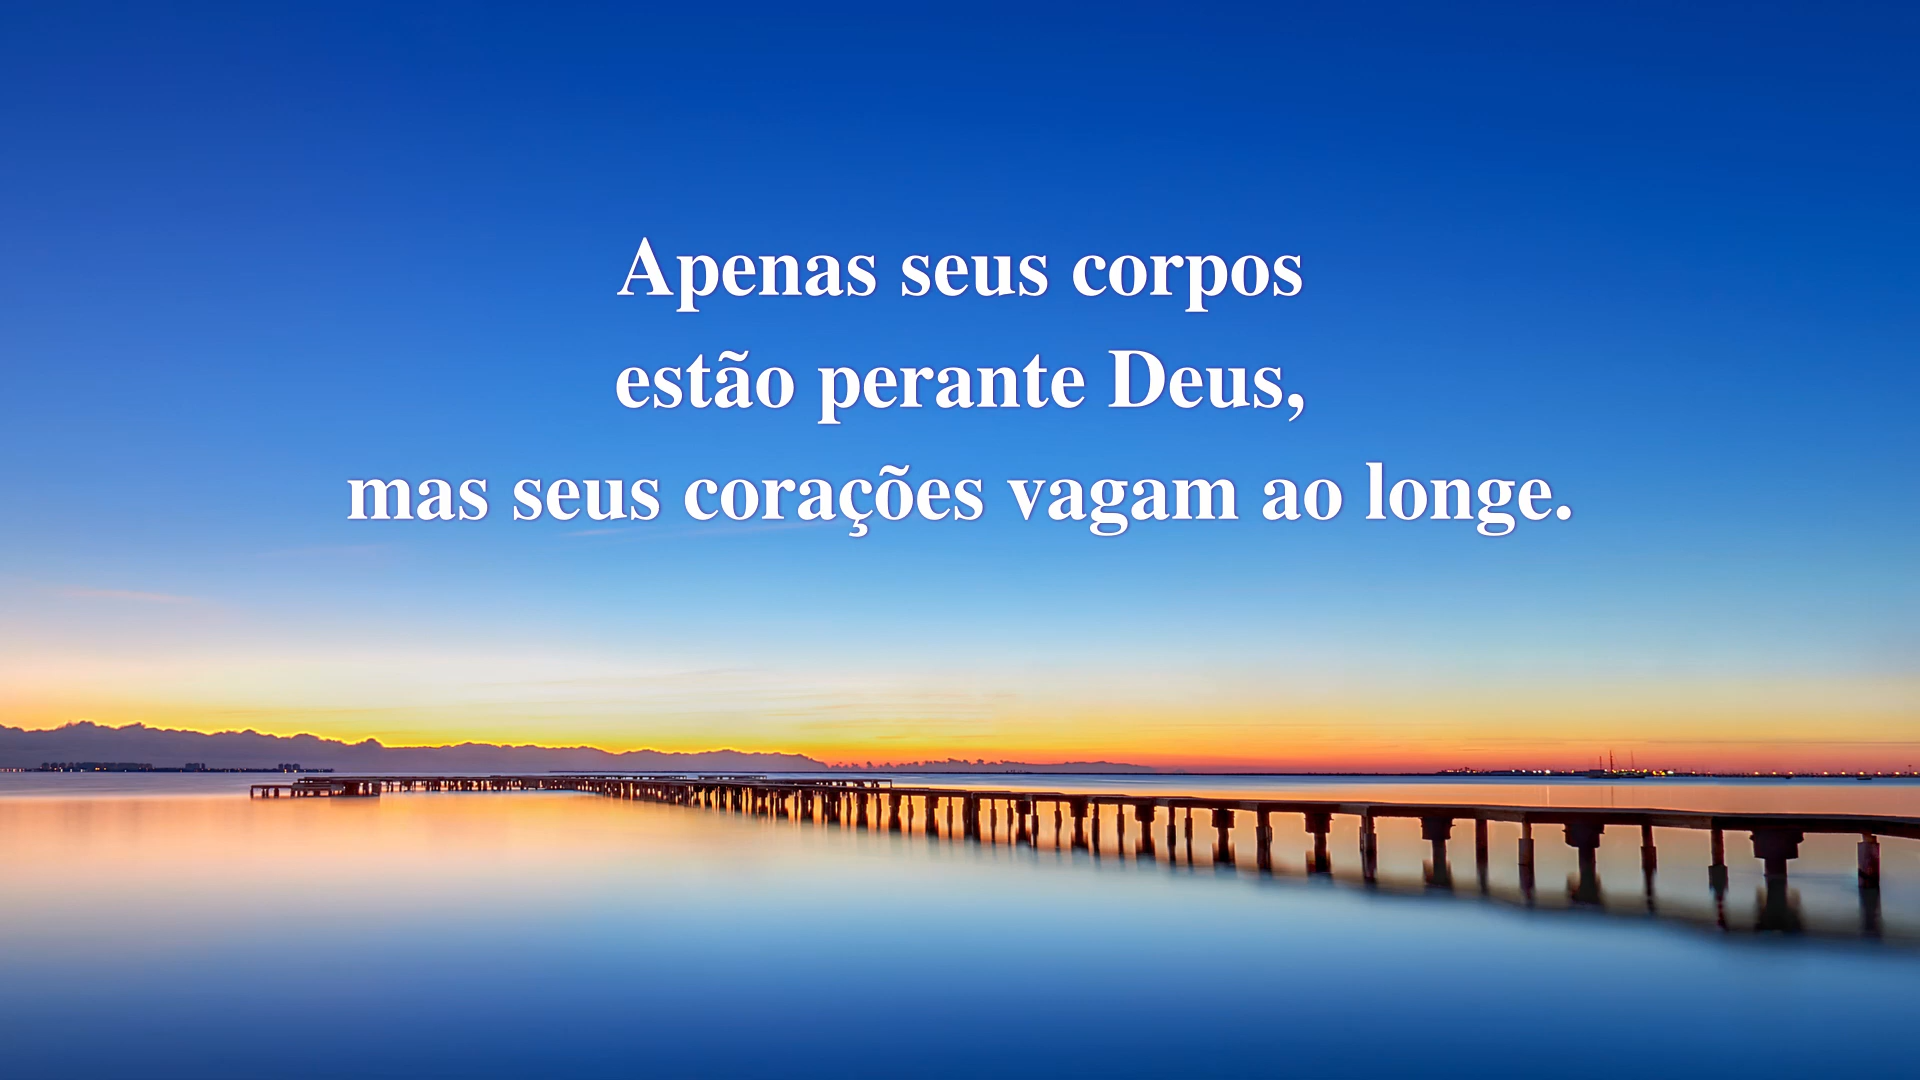 Apenas seus corpos
estão perante Deus,
mas seus corações vagam ao longe.